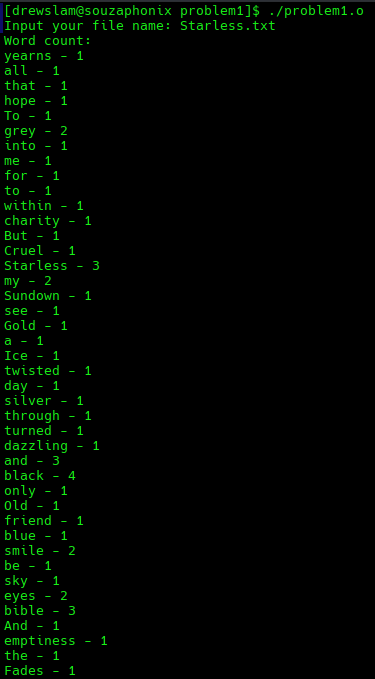 [drewslam@souzaphonix problem1]$ ./problem1.o
Input your file name: Starless.txt
Word count:
yearns - 1
all - 1
that - 1
hope - 1
To - 1
grey - 2
into - 1
me - 1
for - 1
to - 1
within - 1
charity - 1
But - 1
Cruel - 1
Starless - 3
my - 2
Sundown - 1
see - 1
Gold - 1
a - 1
Ice - 1
twisted - 1
day - 1
silver - 1
through - 1
turned - 1
dazzling - 1
and - 3
black - 4
only - 1
Old - 1
friend - 1
blue - 1
smile - 2
be - 1
sky - 1
eyes - 2
bible - 3
And - 1
emptiness - 1
the - 1
Fades - 1